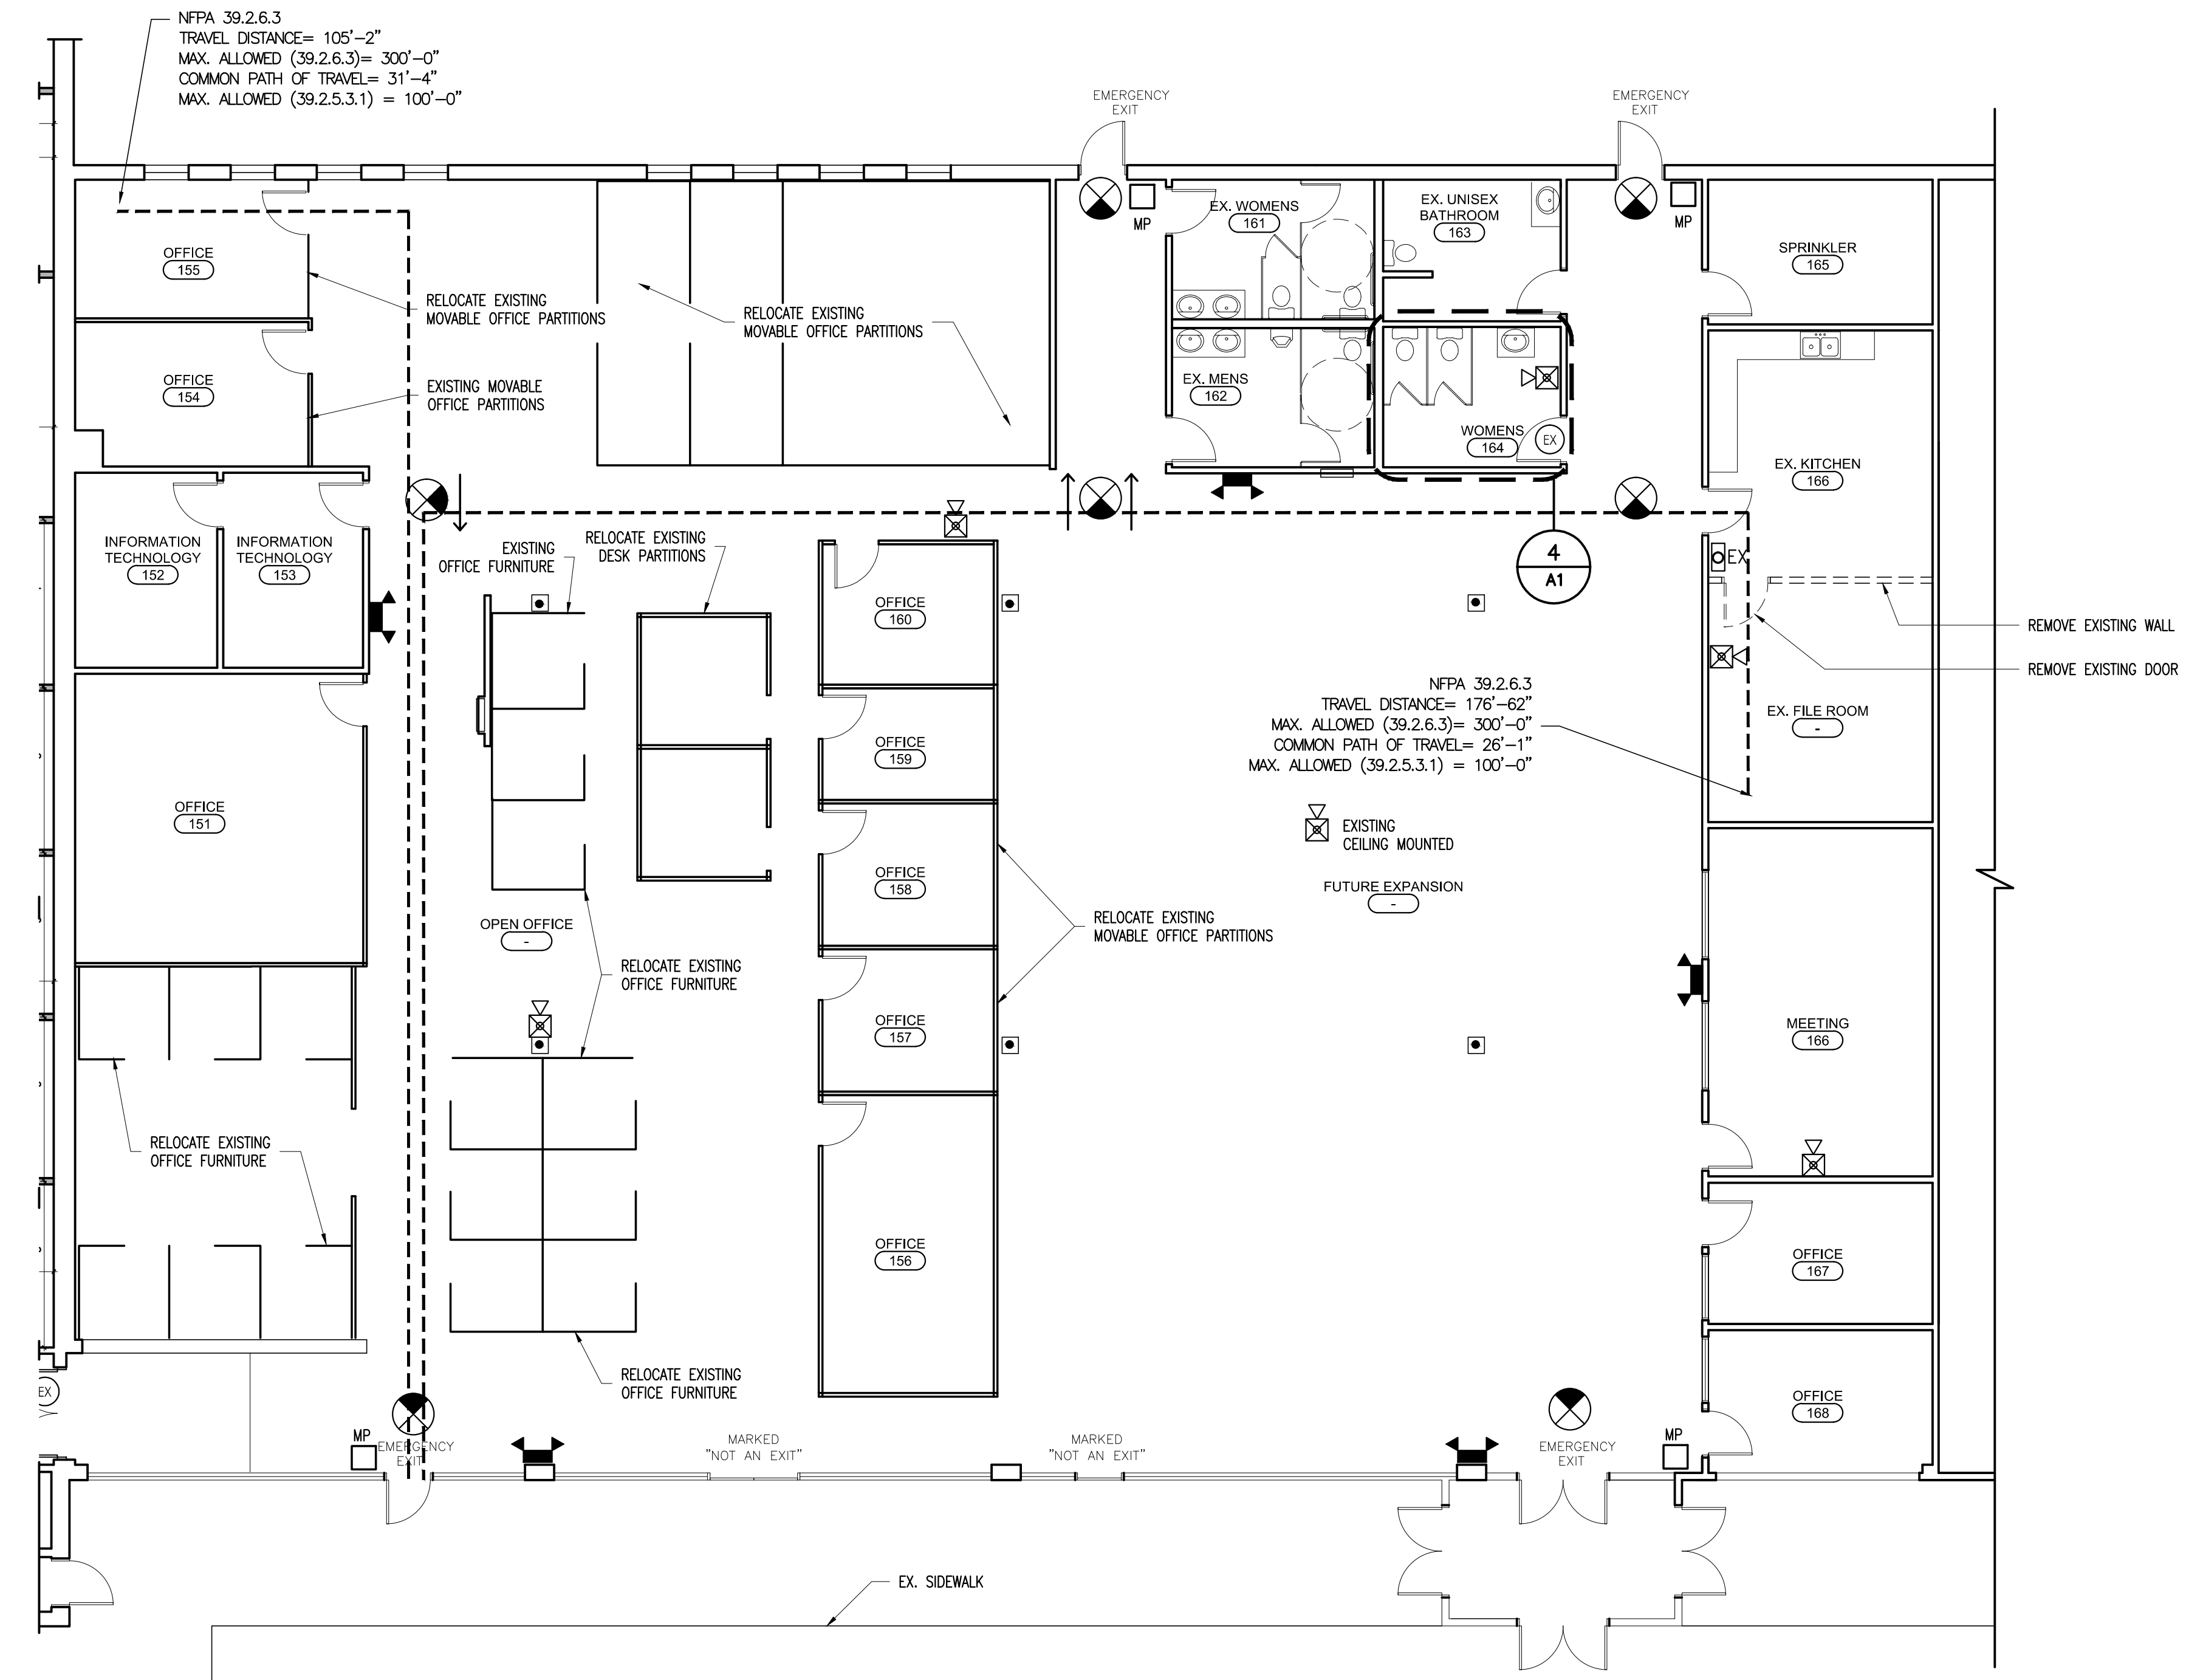 NFPA 39.2.6.3
TRAVEL DISTANCE= 105'-2"
MAX. ALLOWED (39.2.6.3)= 300'-0"
COMMON PATH OF TRAVEL= 31'-4"
MAX. ALLOWED (39.2.5.3.1) = 100'-0"
EMERGENCY
EXIT
EMERGENCY
EXIT
MP
MP
EX. WOMENS
161
EX. UNISEX
BATHROOM
163
SPRINKLER
165
OFFICE
155
RELOCATE EXISTING
MOVABLE OFFICE PARTITIONS
RELOCATE EXISTING
MOVABLE OFFICE PARTITIONS
OFFICE
154
EXISTING MOVABLE
OFFICE PARTITIONS
EX. MENS
162
WOMENS
164
EX
EX. KITCHEN
166
INFORMATION
TECHNOLOGY
152
INFORMATION
TECHNOLOGY
153
EXISTING
OFFICE FURNITURE
RELOCATE EXISTING
DESK PARTITIONS
4
A1
EX
OFFICE
160
REMOVE EXISTING WALL
REMOVE EXISTING DOOR
NFPA 39.2.6.3
TRAVEL DISTANCE= 176'-62"
MAX. ALLOWED (39.2.6.3)= 300'-0"
COMMON PATH OF TRAVEL= 26'-1"
MAX. ALLOWED (39.2.5.3.1) = 100'-0"
EX. FILE ROOM
-
OFFICE
159
OFFICE
151
EXISTING
CEILING MOUNTED
OFFICE
158
FUTURE EXPANSION
-
OPEN OFFICE
-
RELOCATE EXISTING
MOVABLE OFFICE PARTITIONS
RELOCATE EXISTING
OFFICE FURNITURE
OFFICE
157
MEETING
166
RELOCATE EXISTING
OFFICE FURNITURE
OFFICE
156
OFFICE
167
RELOCATE EXISTING
OFFICE FURNITURE
EX
OFFICE
168
MP
EMERGENCY
EXIT
MARKED
"NOT AN EXIT"
MARKED
"NOT AN EXIT"
EMERGENCY
EXIT
MP
EX. SIDEWALK